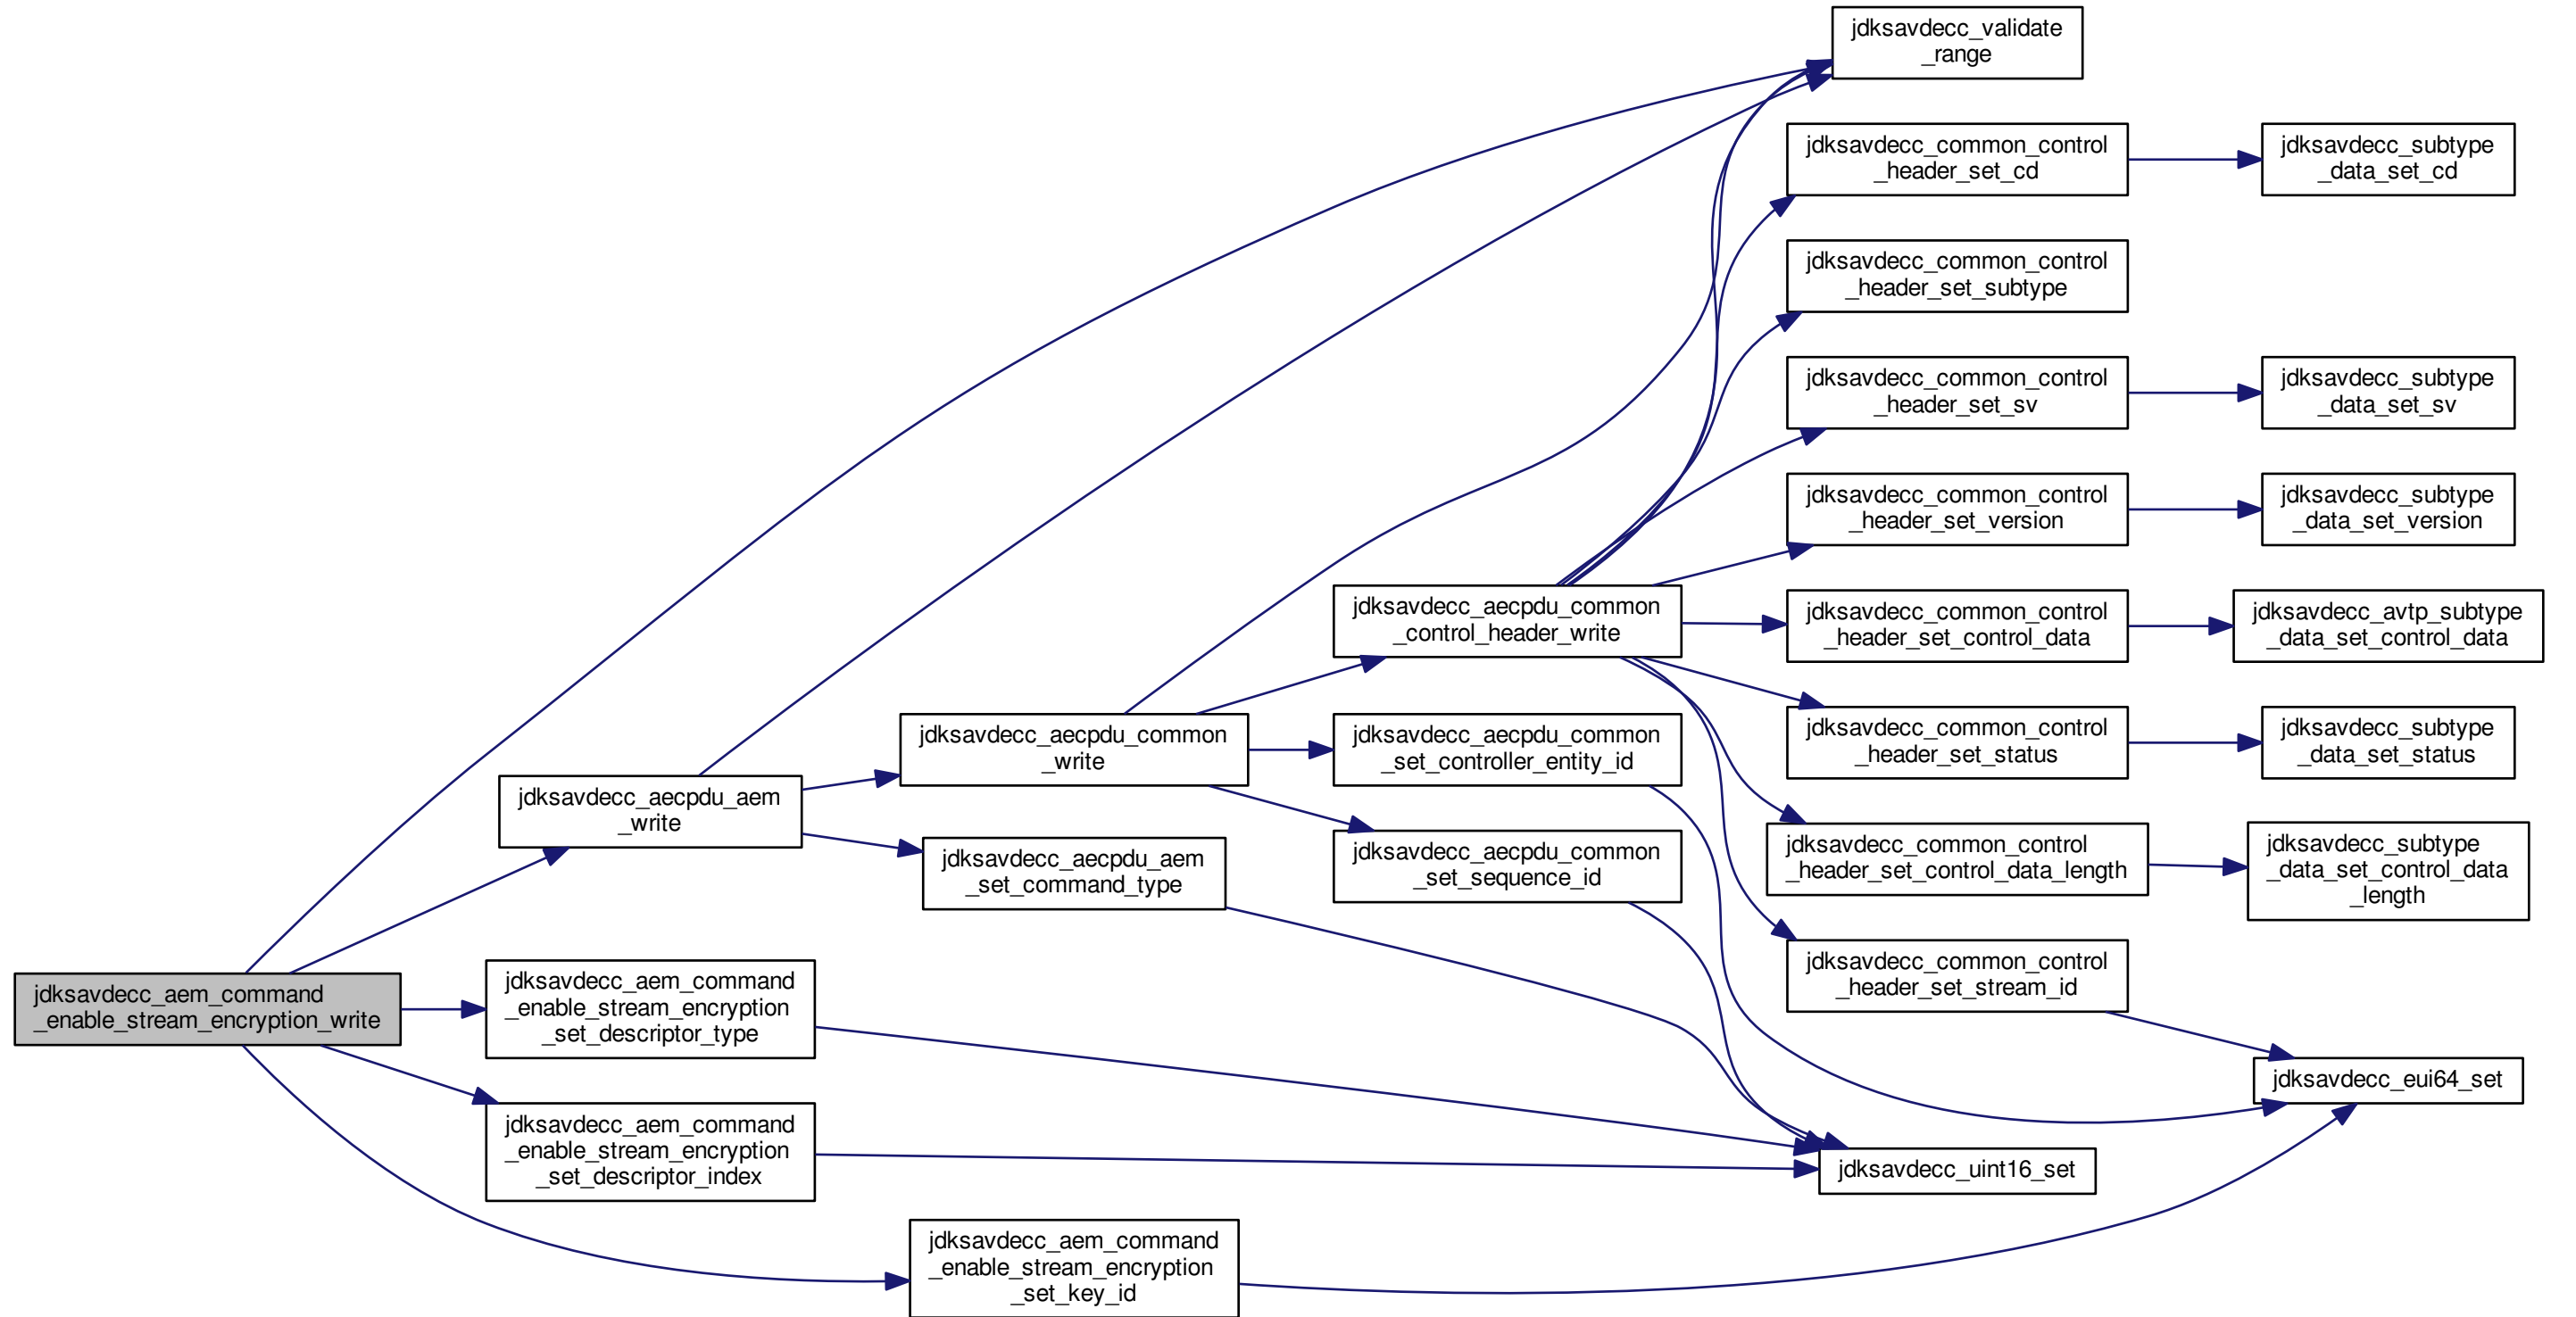 jdksavdecc_aem_command
_enable_stream_encryption_write
jdksavdecc_aecpdu_aem
_write
jdksavdecc_aem_command
_enable_stream_encryption
_set_descriptor_type
jdksavdecc_aem_command
_enable_stream_encryption
_set_descriptor_index
jdksavdecc_aecpdu_common
_write
jdksavdecc_aecpdu_aem
_set_command_type
jdksavdecc_aem_command
_enable_stream_encryption
_set_key_id
jdksavdecc_aecpdu_common
_control_header_write
jdksavdecc_aecpdu_common
_set_controller_entity_id
jdksavdecc_aecpdu_common
_set_sequence_id
jdksavdecc_validate
_range
jdksavdecc_common_control
_header_set_cd
jdksavdecc_common_control
_header_set_subtype
jdksavdecc_common_control
_header_set_sv
jdksavdecc_common_control
_header_set_version
jdksavdecc_common_control
_header_set_control_data
jdksavdecc_common_control
_header_set_status
jdksavdecc_common_control
_header_set_control_data_length
jdksavdecc_common_control
_header_set_stream_id
jdksavdecc_uint16_set
jdksavdecc_subtype
_data_set_cd
jdksavdecc_subtype
_data_set_sv
jdksavdecc_subtype
_data_set_version
jdksavdecc_avtp_subtype
_data_set_control_data
jdksavdecc_subtype
_data_set_status
jdksavdecc_subtype
_data_set_control_data
_length
jdksavdecc_eui64_set